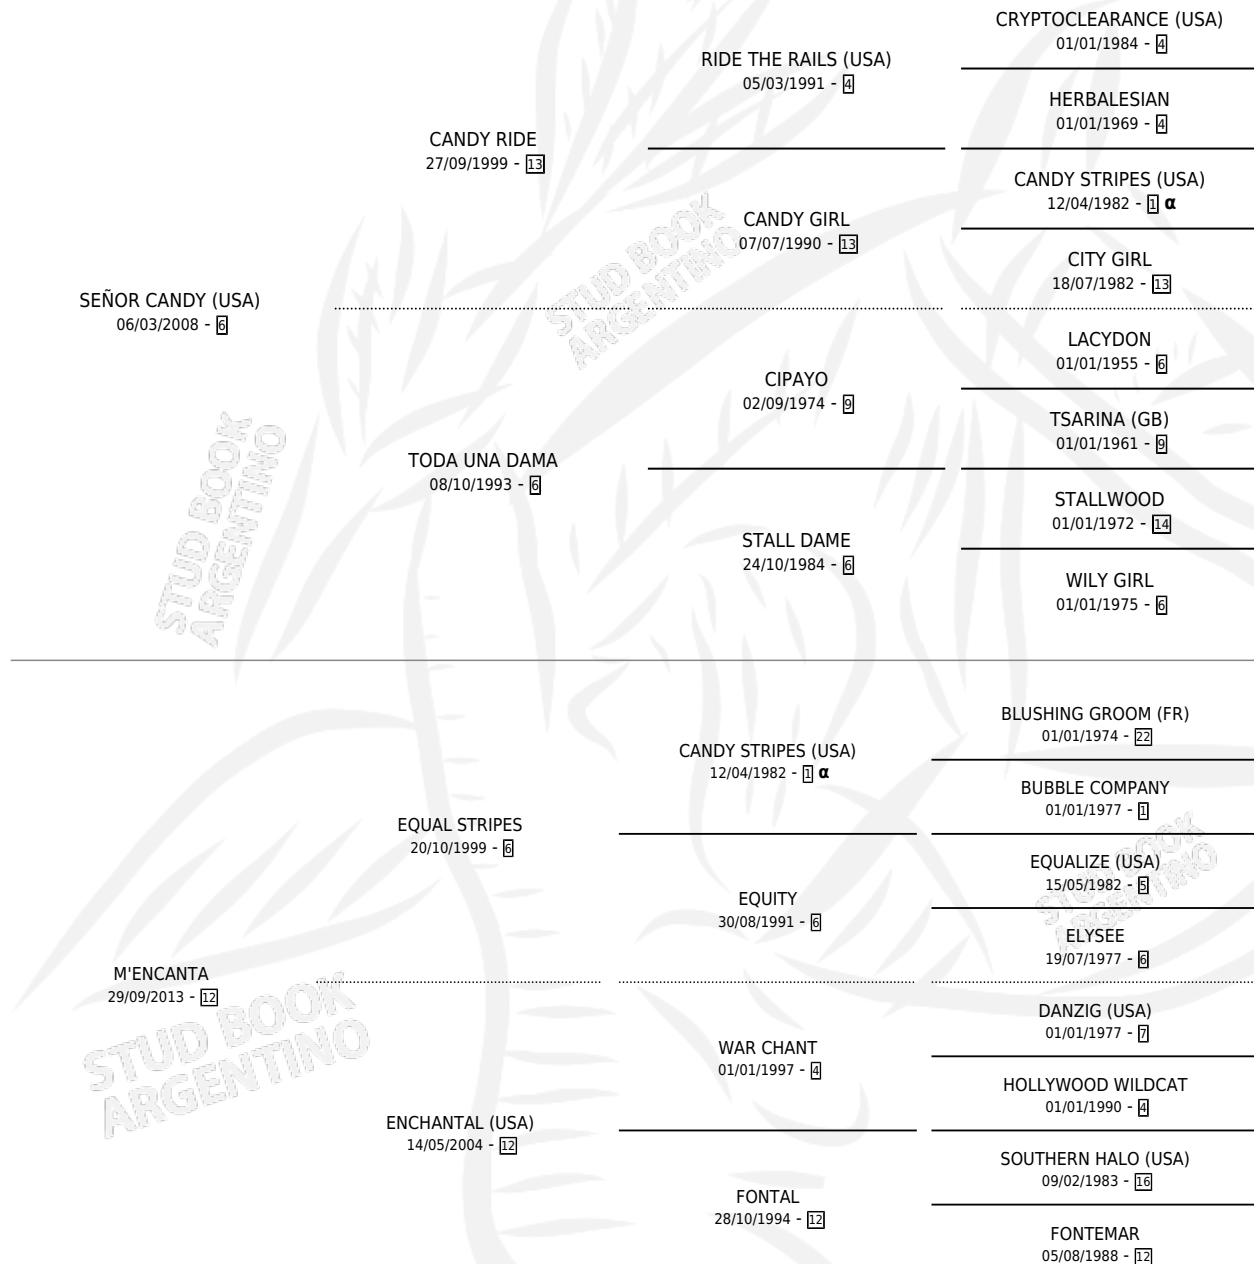 CRYPTOCLEARANCE (USA)
01/01/1984 - 4
RIDE THE RAILS (USA)
05/03/1991 - 4
HERBALESIAN
01/01/1969 - 4
CANDY RIDE
27/09/1999 - 13
CANDY STRIPES (USA)
12/04/1982 - 1 α
CANDY GIRL
07/07/1990 - 13
CITY GIRL
18/07/1982 - 13
SEÑOR CANDY (USA)
06/03/2008 - 6
LACYDON
01/01/1955 - 6
CIPAYO
02/09/1974 - 9
TSARINA (GB)
01/01/1961 - 9
TODA UNA DAMA
08/10/1993 - 6
STALLWOOD
01/01/1972 - 14
STALL DAME
24/10/1984 - 6
WILY GIRL
01/01/1975 - 6
BLUSHING GROOM (FR)
01/01/1974 - 22
CANDY STRIPES (USA)
12/04/1982 - 1 α
BUBBLE COMPANY
01/01/1977 - 1
EQUAL STRIPES
20/10/1999 - 6
EQUALIZE (USA)
15/05/1982 - 5
EQUITY
30/08/1991 - 6
ELYSEE
19/07/1977 - 6
M'ENCANTA
29/09/2013 - 12
DANZIG (USA)
01/01/1977 - 7
WAR CHANT
01/01/1997 - 4
HOLLYWOOD WILDCAT
01/01/1990 - 4
ENCHANTAL (USA)
14/05/2004 - 12
SOUTHERN HALO (USA)
09/02/1983 - 16
FONTAL
28/10/1994 - 12
FONTEMAR
05/08/1988 - 12
STUD BOOK
ARGENTINO
STUD BOOK
ARGENTINO
STUD BOOK
ARGENTINO
STUD BOOK
ARGENTINO